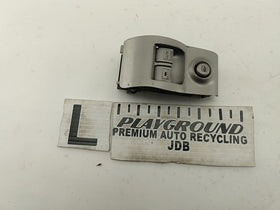 L
PLAYGROUND
PREMIUM AUTO RECYCLING
JDB